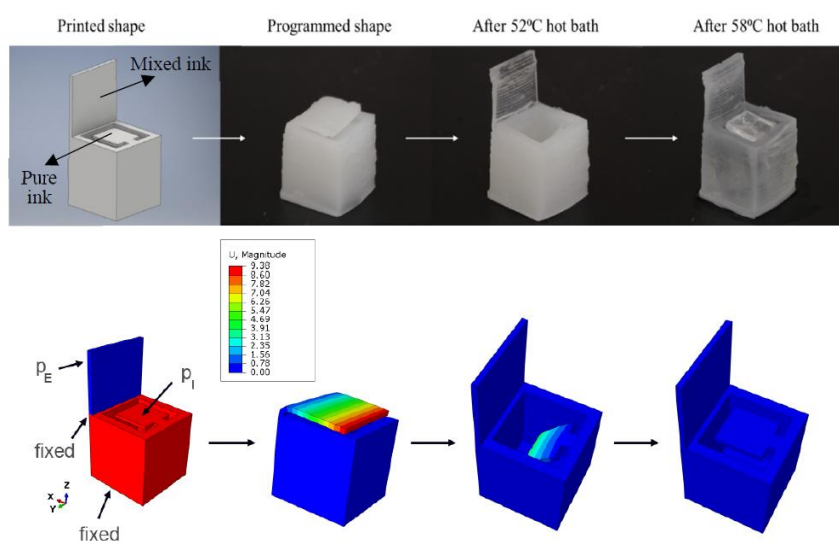 Printed shape
Programmed shape
After 52ºC hot bath
After 58ºC hot bath
Mixed ink
Pure
ink
U, Magnitude
9.38
8.60
7.82
7.04
6.26
5.47
4.69
3.91
3.13
2.35
1.56
0.78
0.00
pE
pI
fixed
X
Y
Z
fixed